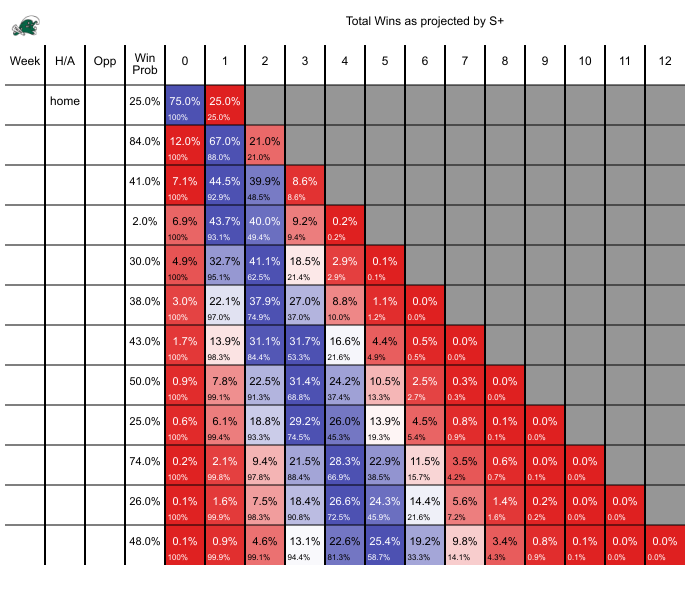 Total Wins as projected by S+
Week H/A Opp Win Prob 0 1 2 3 4 5 6 7 8 9 10 11 12
home 25.0% 75.0% 25.0%
100% 25.0%
84.0% 12.0% 67.0% 21.0%
100% 88.0% 21.0%
41.0% 7.1% 44.5% 39.9% 8.6%
100% 92.9% 48.5% 8.6%
2.0% 6.9% 43.7% 40.0% 9.2% 0.2%
100% 93.1% 49.4% 9.4% 0.2%
30.0% 4.9% 32.7% 41.1% 18.5% 2.9% 0.1%
100% 95.1% 62.5% 21.4% 2.9% 0.1%
38.0% 3.0% 22.1% 37.9% 27.0% 8.8% 1.1% 0.0%
100% 97.0% 74.9% 37.0% 10.0% 1.2% 0.0%
43.0% 1.7% 13.9% 31.1% 31.7% 16.6% 4.4% 0.5% 0.0%
100% 98.3% 84.4% 53.3% 21.6% 4.9% 0.5% 0.0%
50.0% 0.9% 7.8% 22.5% 31.4% 24.2% 10.5% 2.5% 0.3% 0.0%
100% 99.1% 91.3% 68.8% 37.4% 13.3% 2.7% 0.3% 0.0%
25.0% 0.6% 6.1% 18.8% 29.2% 26.0% 13.9% 4.5% 0.8% 0.1% 0.0%
100% 99.4% 93.3% 74.5% 45.3% 19.3% 5.4% 0.9% 0.1% 0.0%
74.0% 0.2% 2.1% 9.4% 21.5% 28.3% 22.9% 11.5% 3.5% 0.6% 0.0% 0.0%
100% 99.8% 97.8% 88.4% 66.9% 38.5% 15.7% 4.2% 0.7% 0.1% 0.0%
26.0% 0.1% 1.6% 7.5% 18.4% 26.6% 24.3% 14.4% 5.6% 1.4% 0.2% 0.0% 0.0%
100% 99.9% 98.3% 90.8% 72.5% 45.9% 21.6% 7.2% 1.6% 0.2% 0.0% 0.0%
48.0% 0.1% 0.9% 4.6% 13.1% 22.6% 25.4% 19.2% 9.8% 3.4% 0.8% 0.1% 0.0% 0.0%
100% 99.9% 99.1% 94.4% 81.3% 58.7% 33.3% 14.1% 4.3% 0.9% 0.1% 0.0% 0.0%